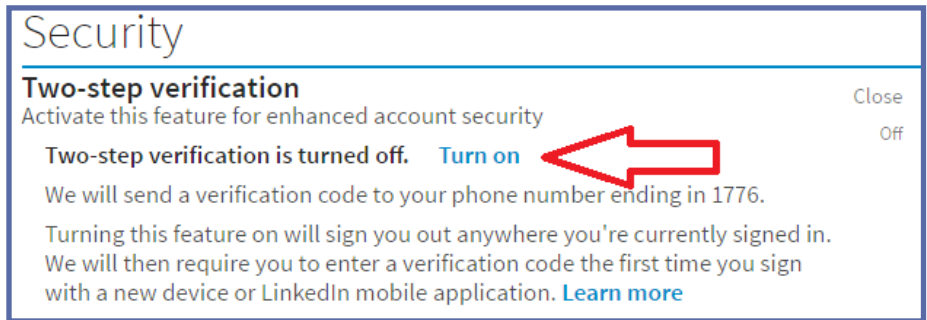 Security
Two-step verification
Close
Activate this feature for enhanced account security
Off
Two-step verification is turned off. Turn on
We will send a verification code to your phone number ending in 1776.
Turning this feature on will sign you out anywhere you're currently signed in.
We will then require you to enter a verification code the first time you sign
with a new device or LinkedIn mobile application. Learn more